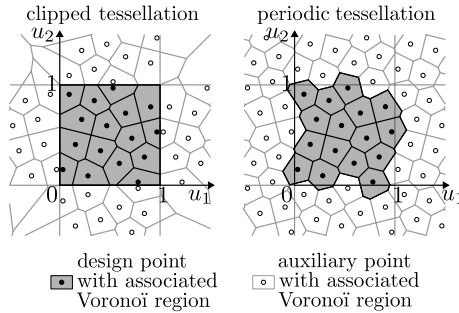 clipped tessellation
periodic tessellation
u₂
u₂
1
1
0
1
u₁
0
1
u₁
design point
with associated
Voronoï region
auxiliary point
with associated
Voronoï region